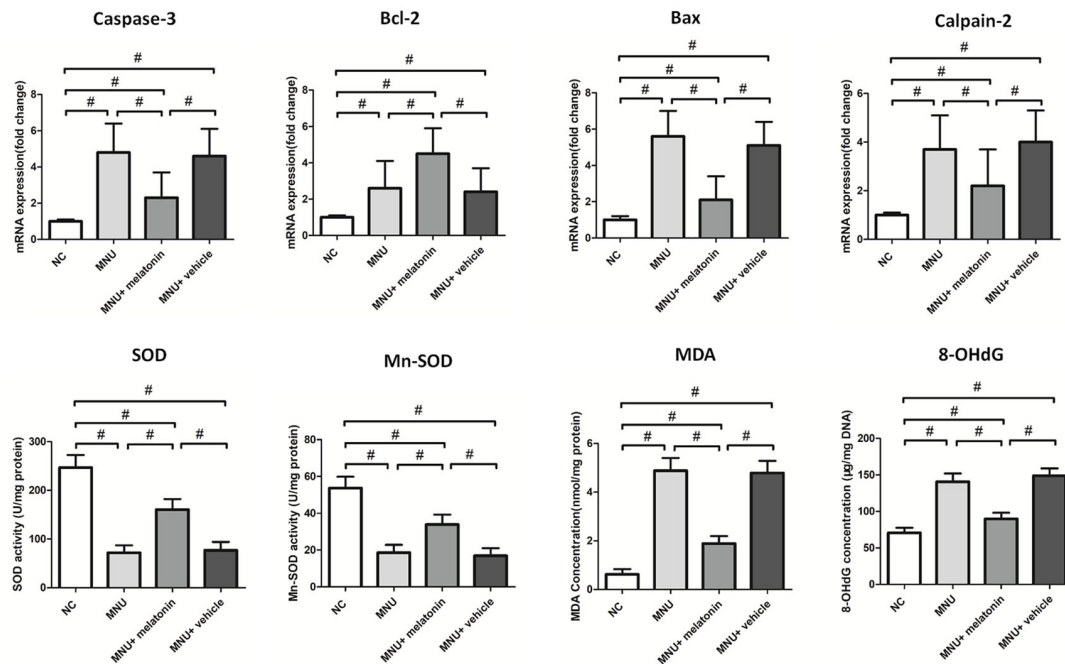 Caspase-3
#
#
# # #
mRNA expression(fold change)
8
6
4
2
0
NC
MNU
MNU+ melatonin
MNU+ vehicle
Bcl-2
#
#
# # #
mRNA expression(fold change)
8
6
4
2
0
NC
MNU
MNU+ melatonin
MNU+ vehicle
Bax
#
#
# # #
mRNA expression(fold change)
8
6
4
2
0
NC
MNU
MNU+ melatonin
MNU+ vehicle
Calpain-2
#
#
# # #
mRNA expression(fold change)
6
4
2
0
NC
MNU
MNU+ melatonin
MNU+ vehicle
SOD
#
#
# # #
SOD activity (U/mg protein)
300
200
100
0
NC
MNU
MNU+ melatonin
MNU+ vehicle
Mn-SOD
#
#
# # #
Mn-SOD activity (U/mg protein)
80
60
40
20
0
NC
MNU
MNU+ melatonin
MNU+ vehicle
MDA
#
#
# # #
MDA Concentration(nmol/mg protein)
6
4
2
0
NC
MNU
MNU+ melatonin
MNU+ vehicle
8-OHdG
#
#
# # #
8-OHdG concentration (μg/mg DNA)
200
150
100
50
0
NC
MNU
MNU+ melatonin
MNU+ vehicle